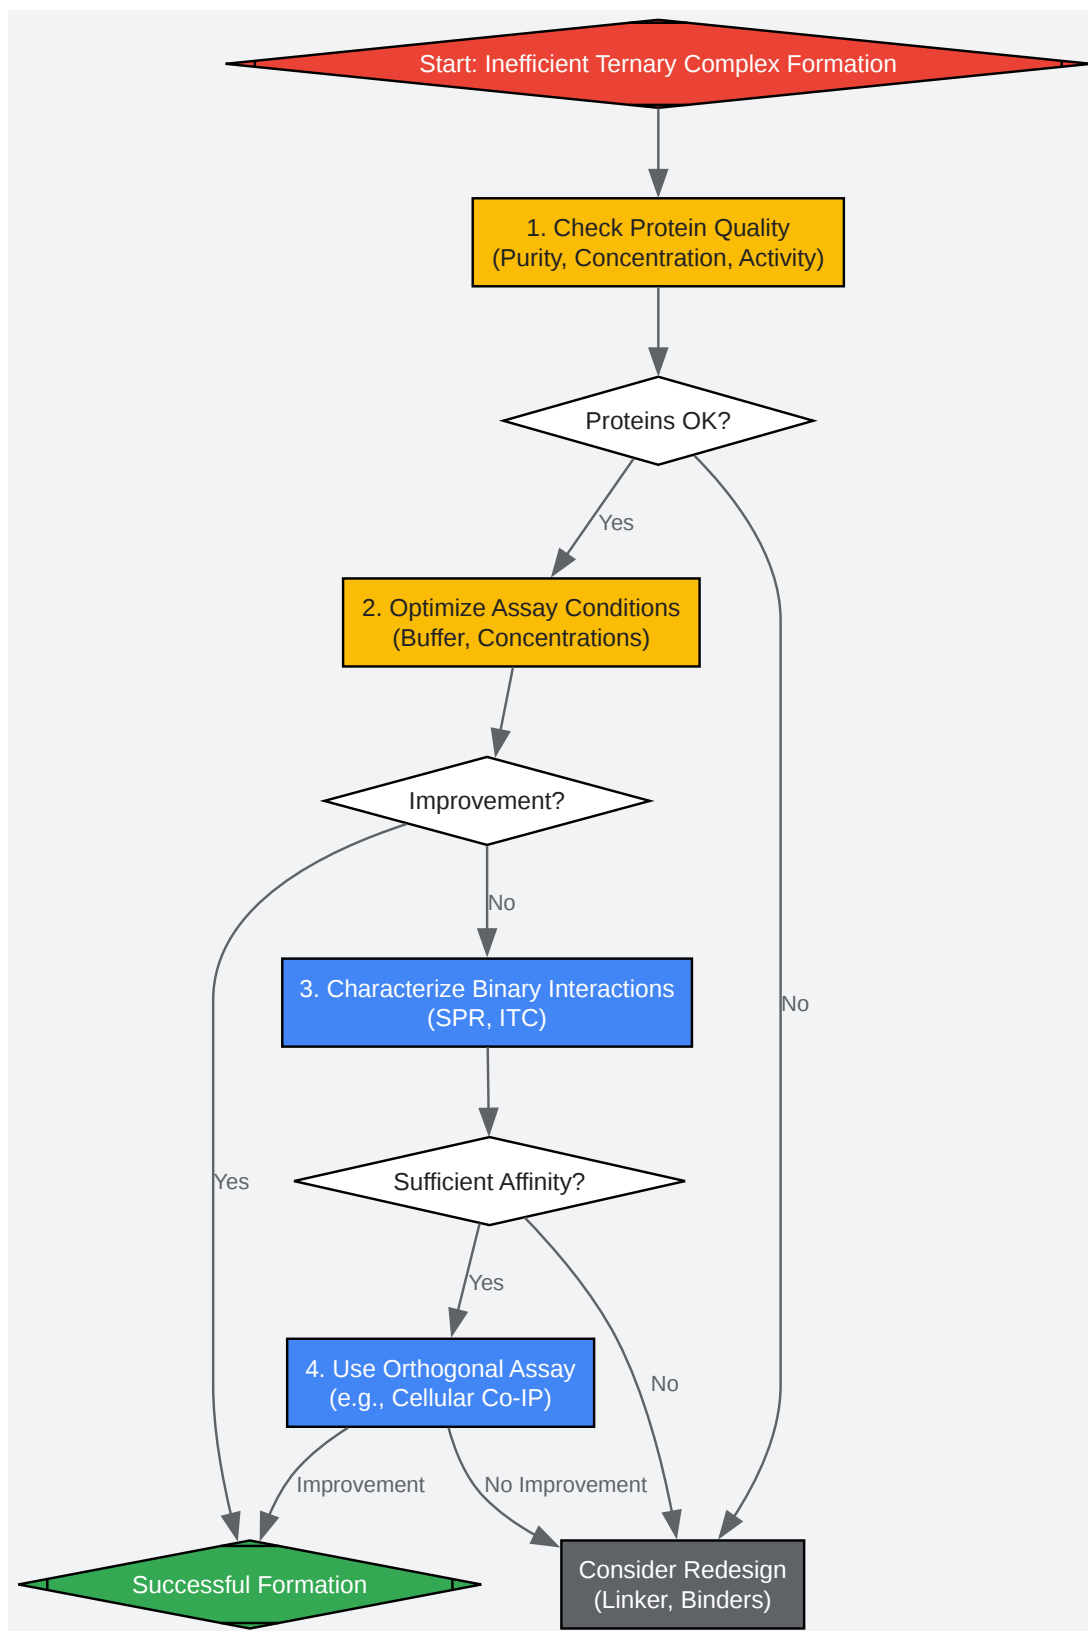 Start: Inefficient Ternary Complex Formation
1. Check Protein Quality
(Purity, Concentration, Activity)
Proteins OK?
Yes
2. Optimize Assay Conditions
(Buffer, Concentrations)
Improvement?
No
3. Characterize Binary Interactions
(SPR, ITC)
No
Sufficient Affinity?
Yes
Yes
4. Use Orthogonal Assay
(e.g., Cellular Co-IP)
No
Improvement
No Improvement
Successful Formation
Consider Redesign
(Linker, Binders)